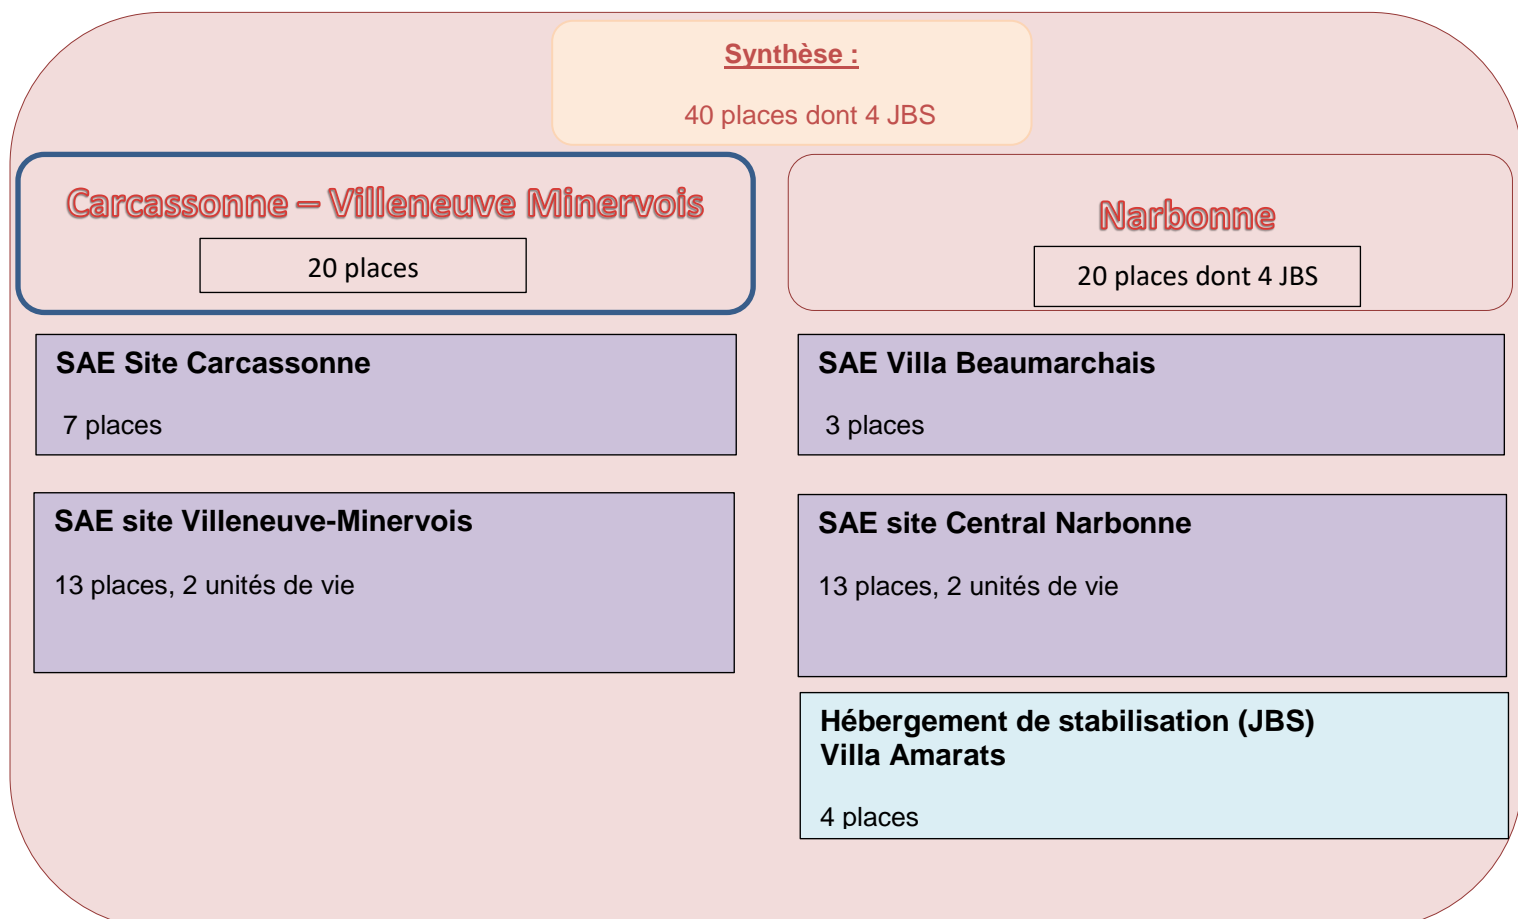 Synthèse :
40 places dont 4 JBS
Carcassonne – Villeneuve Minervois
20 places
SAE Site Carcassonne
7 places
SAE site Villeneuve-Minervois
13 places, 2 unités de vie
Narbonne
20 places dont 4 JBS
SAE Villa Beaumarchais
3 places
SAE site Central Narbonne
13 places, 2 unités de vie
Hébergement de stabilisation (JBS)
Villa Amarats
4 places